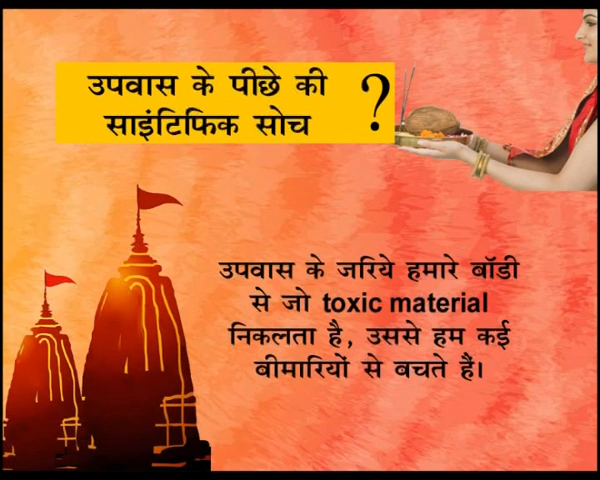 उपवास के पीछे की
साइंटिफिक सोच ?
उपवास के जरिये हमारे बॉडी
से जो toxic material
निकलता है, उससे हम कई
बीमारियों से बचते हैं।